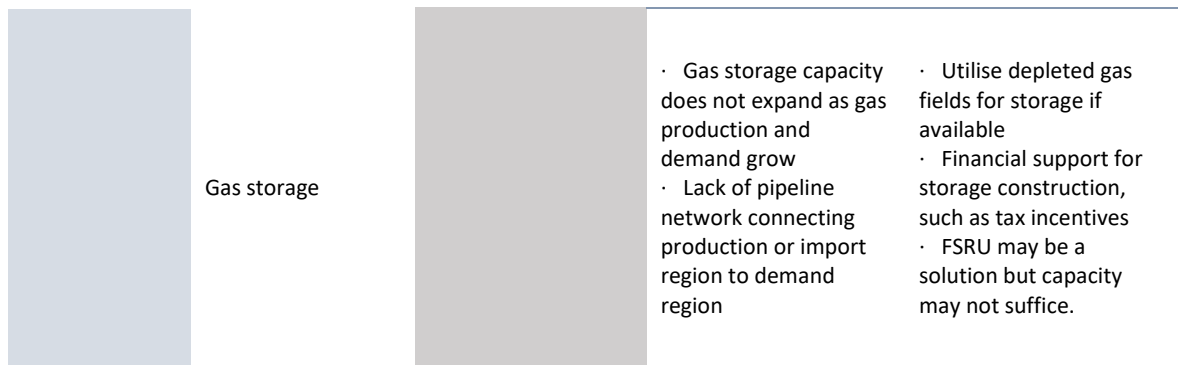 Gas storage
· Gas storage capacity
does not expand as gas
production and
demand grow
· Lack of pipeline
network connecting
production or import
region to demand
region
· Utilise depleted gas
fields for storage if
available
· Financial support for
storage construction,
such as tax incentives
· FSRU may be a
solution but capacity
may not suffice.